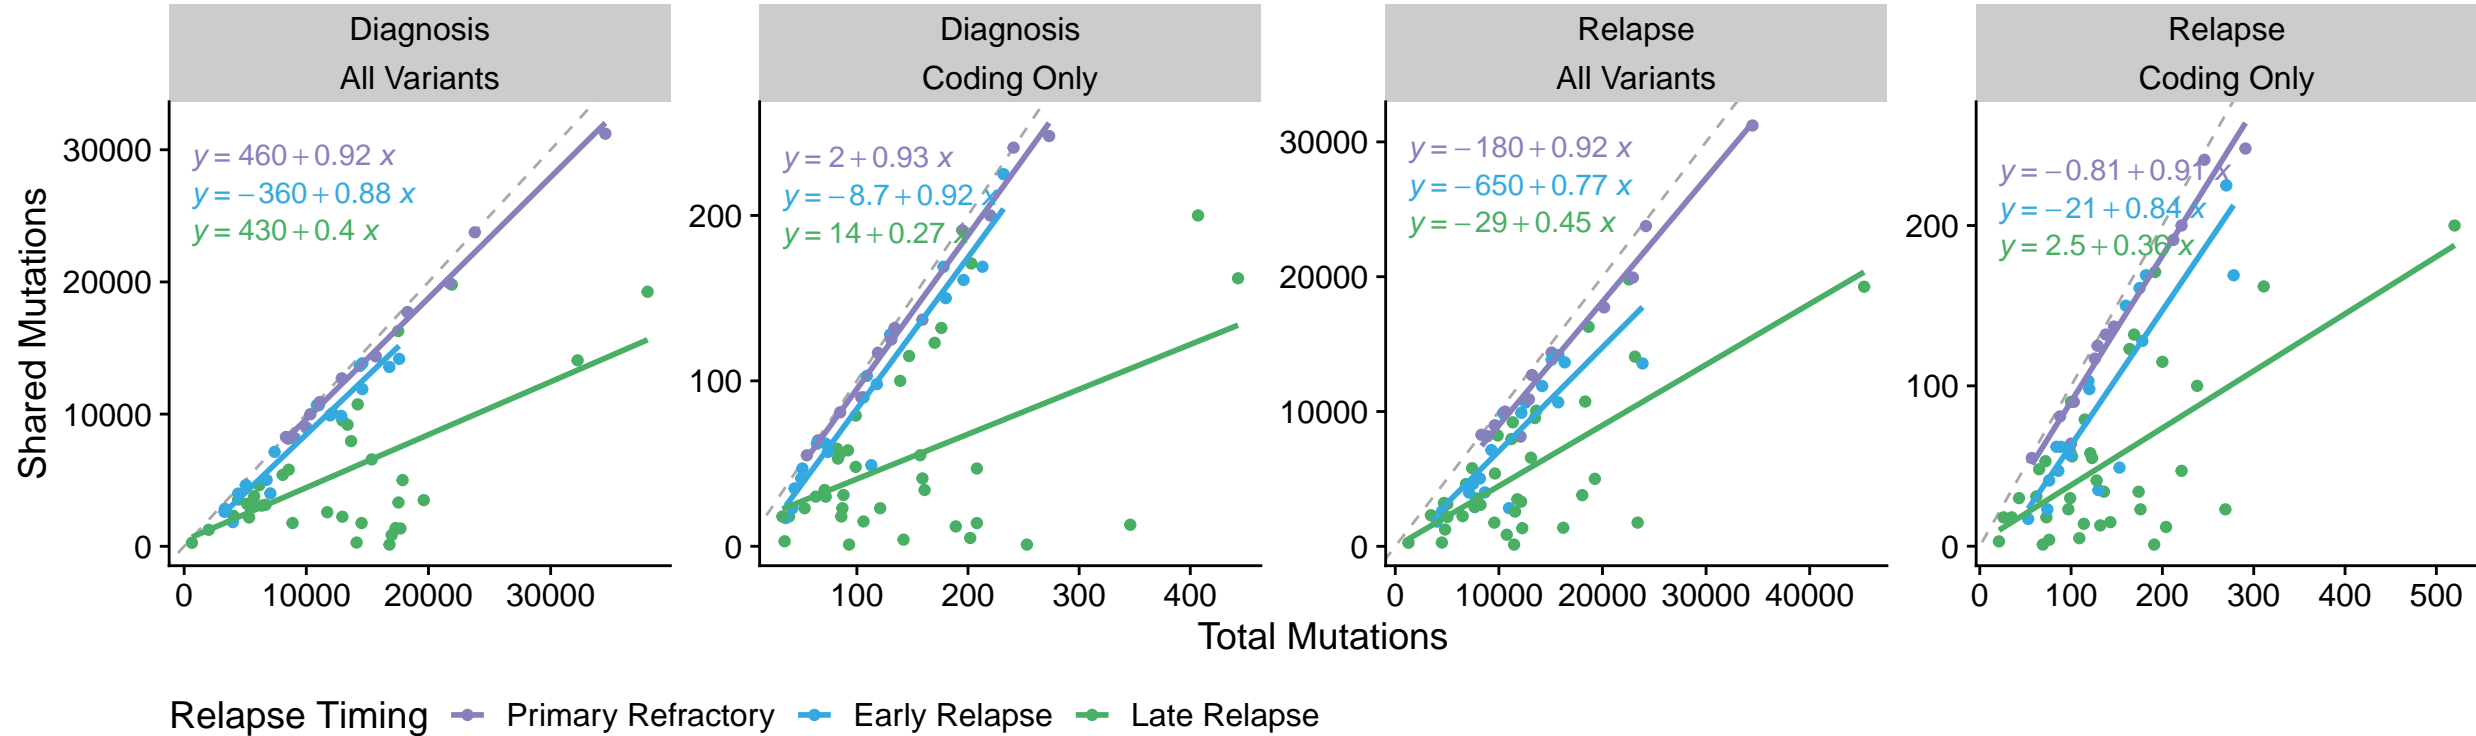 Diagnosis
All Variants
Diagnosis
Coding Only
Relapse
All Variants
Relapse
Coding Only
Shared Mutations
30000
20000
10000
0
y = 460 + 0.92 x
y = −360 + 0.88 x
y = 430 + 0.4 x
0 10000 20000 30000
200
100
0
y = 2 + 0.93 x
y = −8.7 + 0.92 x
y = 14 + 0.27 x
100 200 300 400
30000
20000
10000
0
y = −180 + 0.92 x
y = −650 + 0.77 x
y = −29 + 0.45 x
0 10000 20000 30000 40000
200
100
0
y = −0.81 + 0.91 x
y = −21 + 0.84 x
y = 2.5 + 0.36 x
0 100 200 300 400 500
Total Mutations
Relapse Timing Primary Refractory Early Relapse Late Relapse